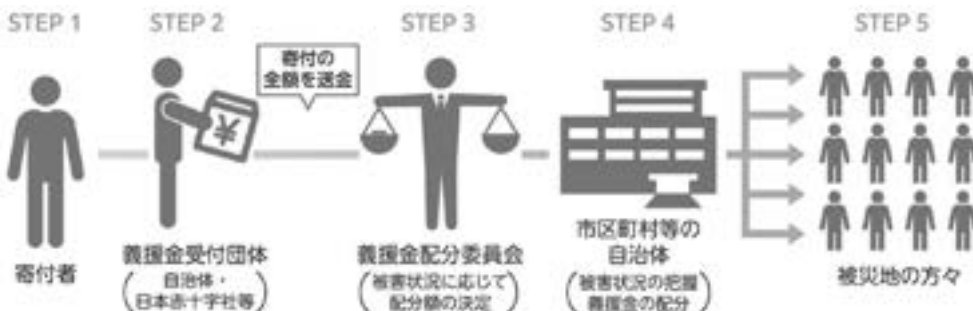 STEP 1
STEP 2
STEP 3
STEP 4
STEP 5
寄付の
全額を送金
¥
寄付者
義援金受付団体
(自治体・
日本赤十字社等)
義援金配分委員会
(被害状況に応じて
配分額の決定)
市区町村等の
自治体
(被害状況の把握
義援金の配分)
被災地の方々